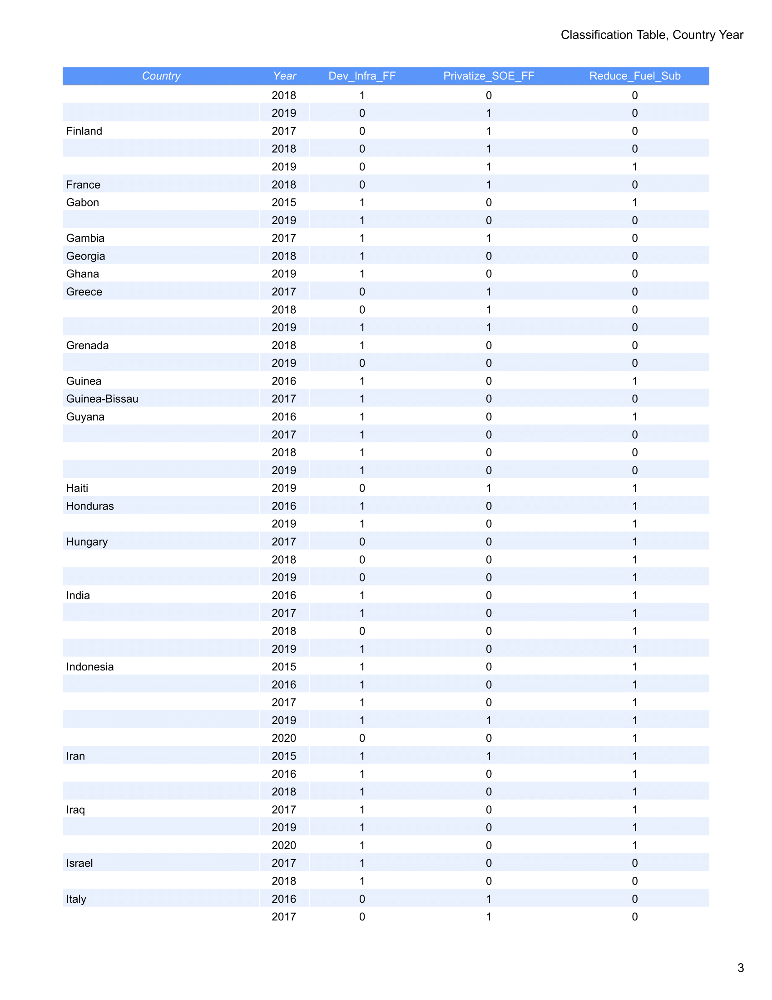 Classification Table, Country Year
Country Year Dev_Infra_FF Privatize_SOE_FF Reduce_Fuel_Sub
2018 1 0 0
2019 0 1 0
Finland 2017 0 1 0
2018 0 1 0
2019 0 1 1
France 2018 0 1 0
Gabon 2015 1 0 1
2019 1 0 0
Gambia 2017 1 1 0
Georgia 2018 1 0 0
Ghana 2019 1 0 0
Greece 2017 0 1 0
2018 0 1 0
2019 1 1 0
Grenada 2018 1 0 0
2019 0 0 0
Guinea 2016 1 0 1
Guinea-Bissau 2017 1 0 0
Guyana 2016 1 0 1
2017 1 0 0
2018 1 0 0
2019 1 0 0
Haiti 2019 0 1 1
Honduras 2016 1 0 1
2019 1 0 1
Hungary 2017 0 0 1
2018 0 0 1
2019 0 0 1
India 2016 1 0 1
2017 1 0 1
2018 0 0 1
2019 1 0 1
Indonesia 2015 1 0 1
2016 1 0 1
2017 1 0 1
2019 1 1 1
2020 0 0 1
Iran 2015 1 1 1
2016 1 0 1
2018 1 0 1
Iraq 2017 1 0 1
2019 1 0 1
2020 1 0 1
Israel 2017 1 0 0
2018 1 0 0
Italy 2016 0 1 0
2017 0 1 0
3